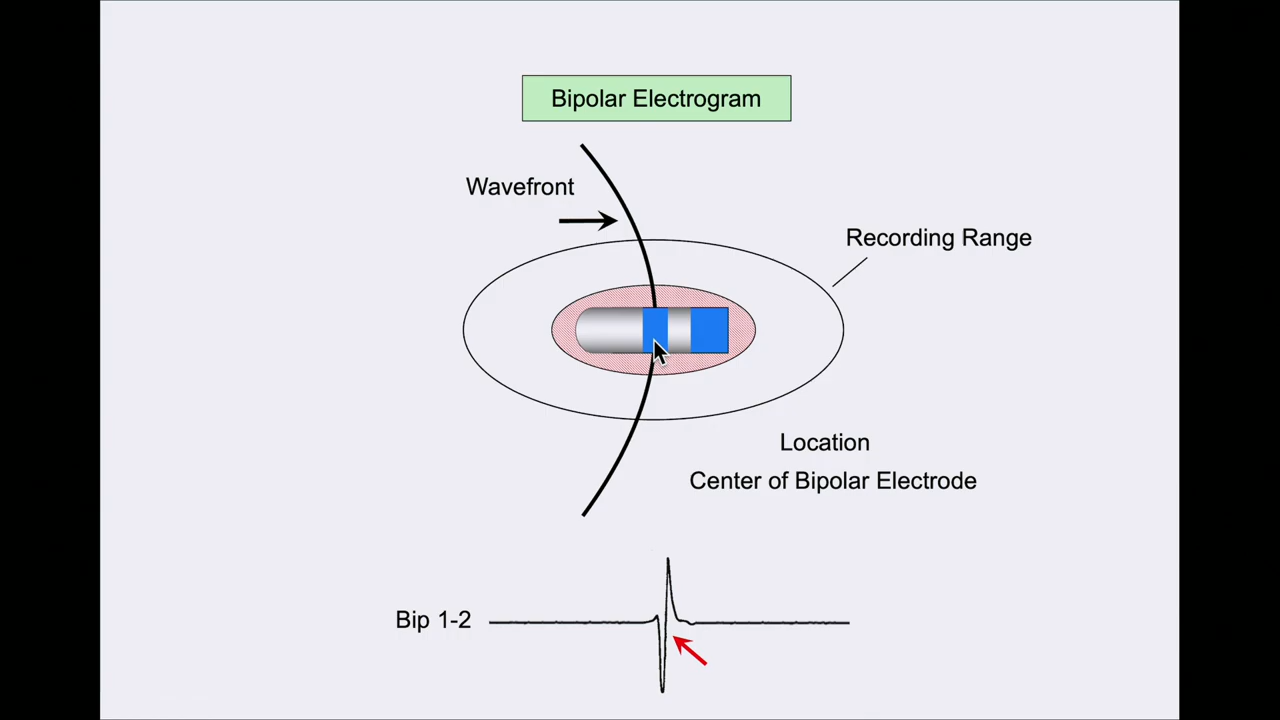 Bipolar Electrogram
Wavefront
Recording Range
Location
Center of Bipolar Electrode
Bip 1-2